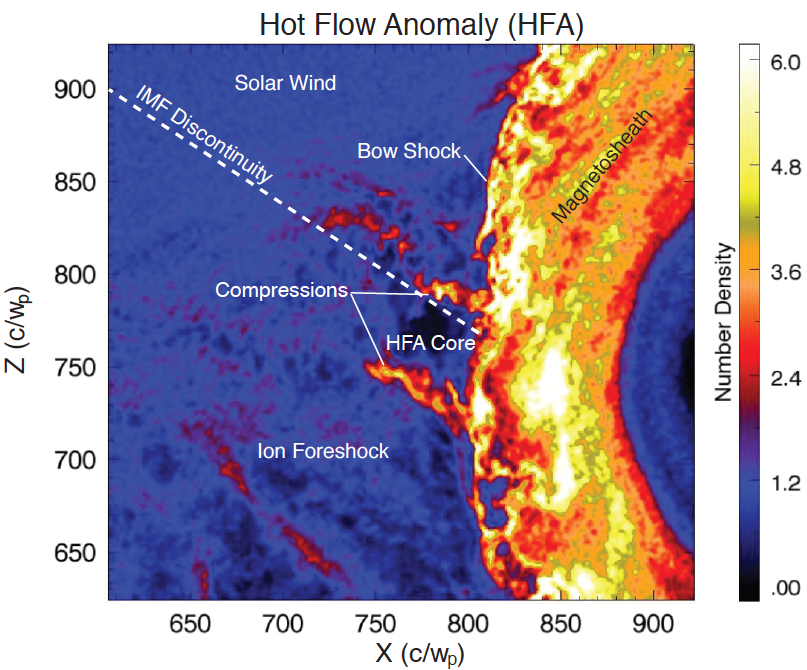 Hot Flow Anomaly (HFA)
Solar Wind
IMF Discontinuity
Bow Shock
Magnetosheath
Compressions
HFA Core
Ion Foreshock
Z (c/wp)
900
850
800
750
700
650
650
700
750
800
850
900
X (c/wp)
Number Density
6.0
4.8
3.6
2.4
1.2
.00